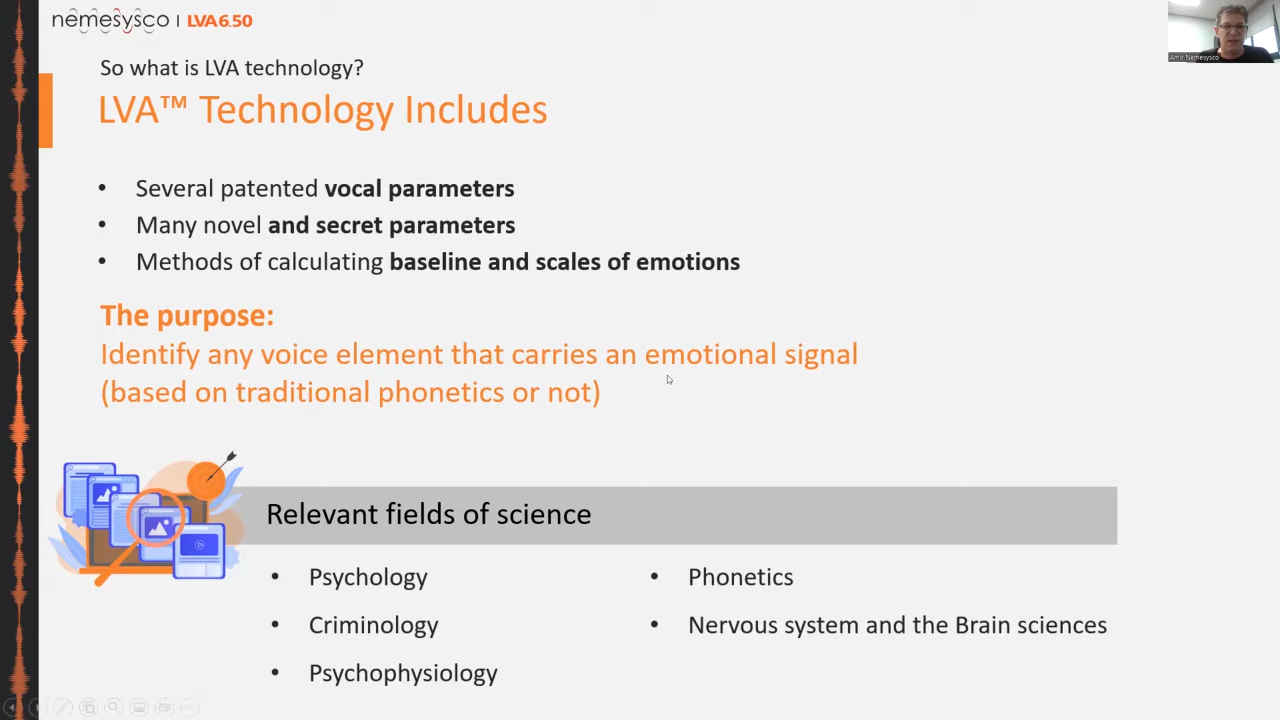 nemesysco | LVA6.50
Amir Nemesysco
So what is LVA technology?
LVA™ Technology Includes
• Several patented vocal parameters
• Many novel and secret parameters
• Methods of calculating baseline and scales of emotions
The purpose:
Identify any voice element that carries an emotional signal
(based on traditional phonetics or not)
Relevant fields of science
• Psychology
• Criminology
• Psychophysiology
• Phonetics
• Nervous system and the Brain sciences